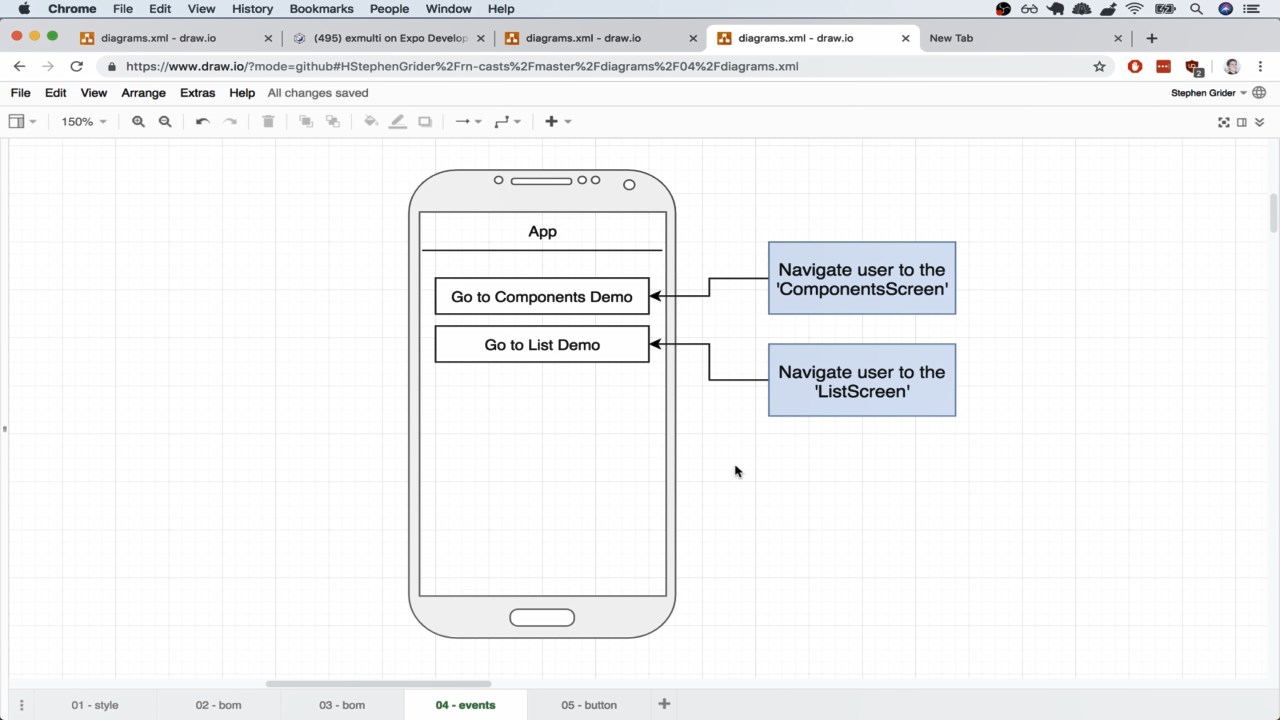 Chrome File Edit View History Bookmarks People Window Help
diagrams.xml - draw.io
(495) exmulti on Expo Develop
diagrams.xml - draw.io
diagrams.xml - draw.io
New Tab
https://www.draw.io/?mode=github#HStephenGrider%2Frn-casts%2Fmaster%2Fdiagrams%2F04%2Fdiagrams.xml
2
File Edit View Arrange Extras Help All changes saved
Stephen Grider
150%
App
Go to Components Demo
Go to List Demo
Navigate user to the
'ComponentsScreen'
Navigate user to the
'ListScreen'
01 - style
02 - bom
03 - bom
04 - events
05 - button